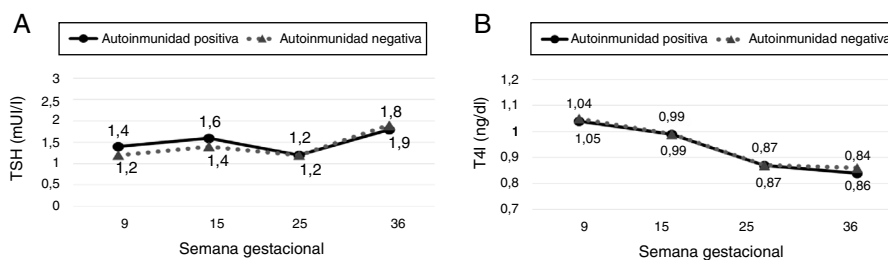 A
Autoinmunidad positiva Autoinmunidad negativa
TSH (mUI/l)
3
2,5
2
1,5
1
0,5
0
1,4 1,6 1,2 1,8
1,2 1,4 1,2 1,9
9 15 25 36
Semana gestacional
B
Autoinmunidad positiva Autoinmunidad negativa
T4l (ng/dl)
1,2
1,1
1
0,9
0,8
0,7
1,04 0,99 0,87 0,84
1,05 0,99 0,87 0,86
9 15 25 36
Semana gestacional